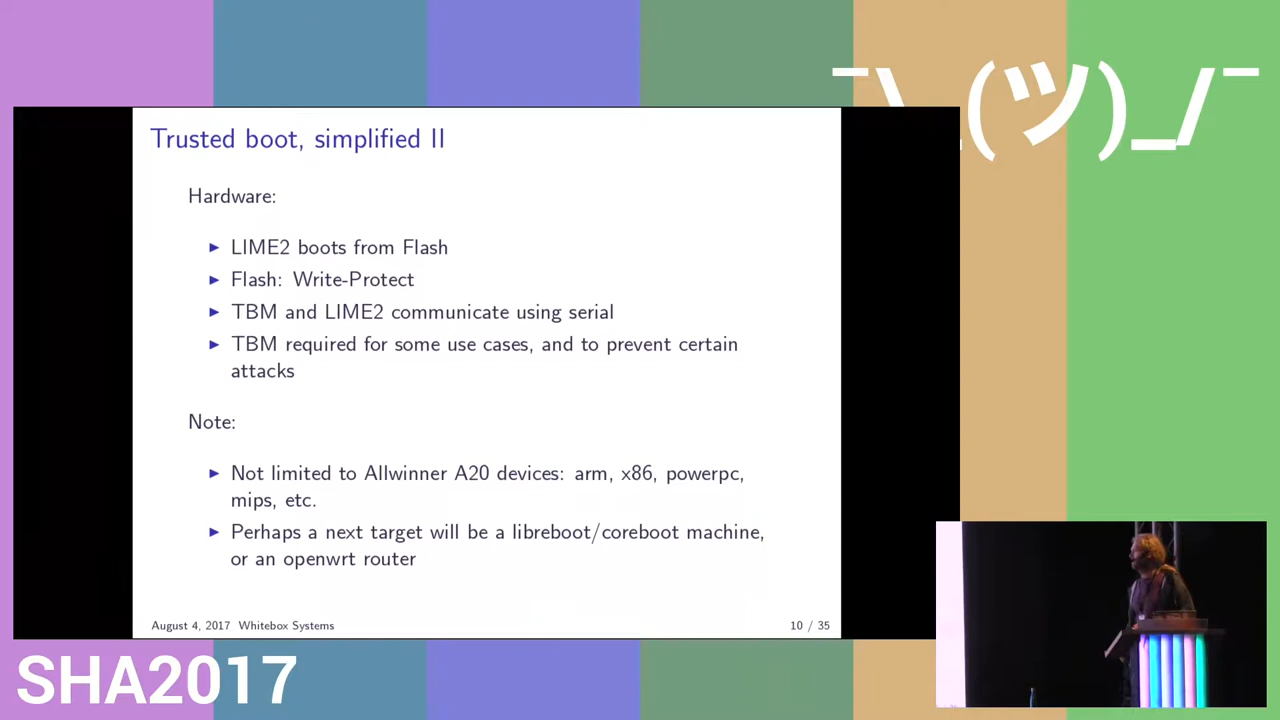 ¯\_(ツ)_/¯
Trusted boot, simplified II
Hardware:
▶ LIME2 boots from Flash
▶ Flash: Write-Protect
▶ TBM and LIME2 communicate using serial
▶ TBM required for some use cases, and to prevent certain
attacks
Note:
▶ Not limited to Allwinner A20 devices: arm, x86, powerpc,
mips, etc.
▶ Perhaps a next target will be a libreboot/coreboot machine,
or an openwrt router
August 4, 2017 Whitebox Systems 10 / 35
SHA2017